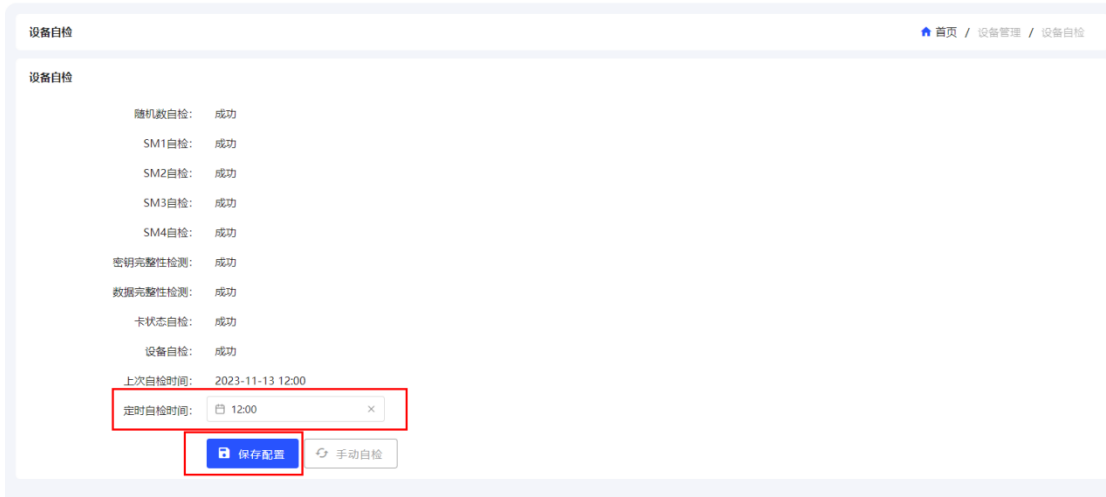 设备自检 首页 / 设备管理 / 设备自检
设备自检
随机数自检： 成功
SM1自检： 成功
SM2自检： 成功
SM3自检： 成功
SM4自检： 成功
密钥完整性检测： 成功
数据完整性检测： 成功
卡状态自检： 成功
设备自检： 成功
上次自检时间： 2023-11-13 12:00
定时自检时间： 12:00
保存配置 手动自检